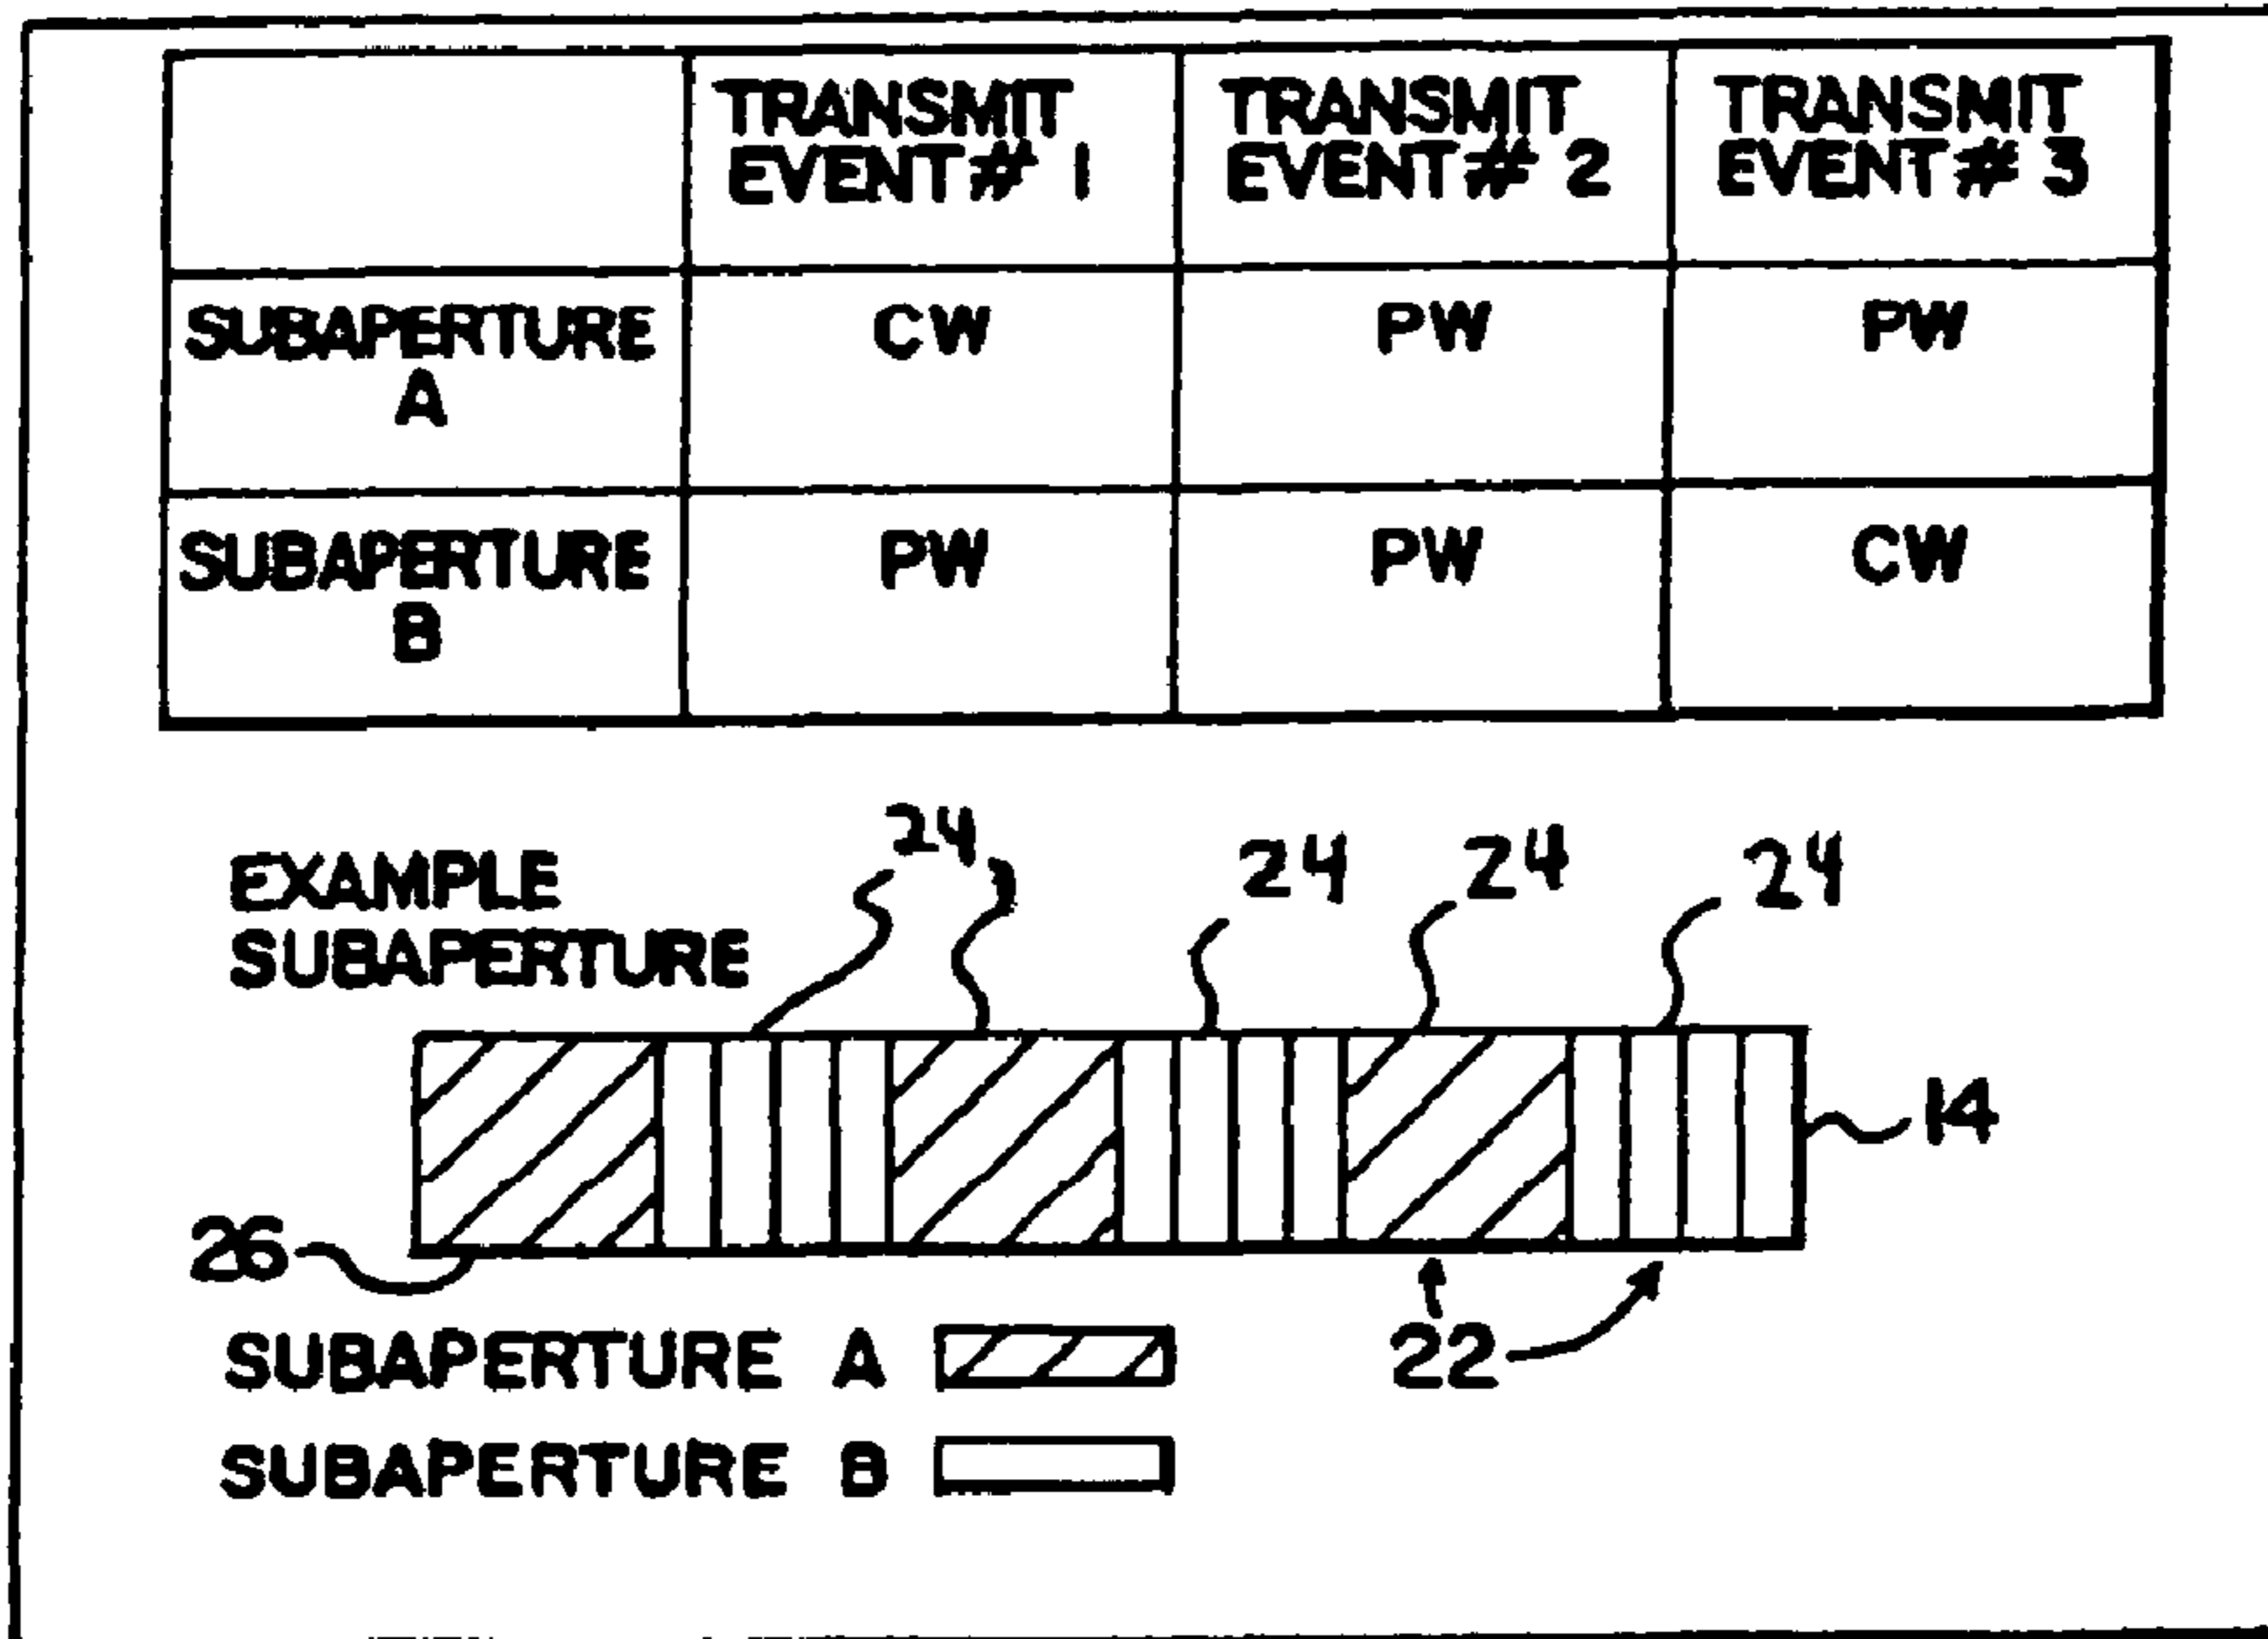 TRANSMIT TRANSMIT TRANSMIT
EVENT# 1 EVENT# 2 EVENT# 3
SUBAPERTURE CW PW PW
A
SUBAPERTURE PW PW CW
B
24 24 24 24
EXAMPLE
SUBAPERTURE
14
26
SUBAPERTURE A
22
SUBAPERTURE B